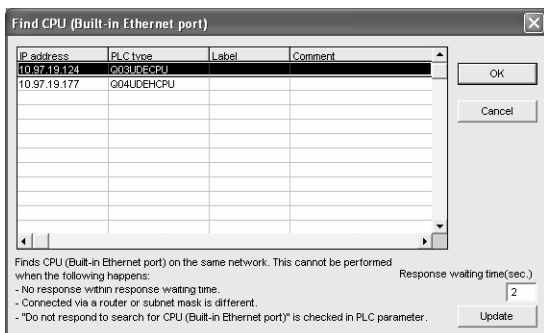 Find CPU (Built-in Ethernet port)
IP address PLC type Label Comment
10.97.19.124 Q03UDECPU
10.97.19.177 Q04UDEHCPU
OK
Cancel
Finds CPU (Built-in Ethernet port) on the same network. This cannot be performed
when the following happens:
- No response within response waiting time.
- Connected via a router or subnet mask is different.
- "Do not respond to search for CPU (Built-in Ethernet port)" is checked in PLC parameter.
Response waiting time(sec.)
2
Update